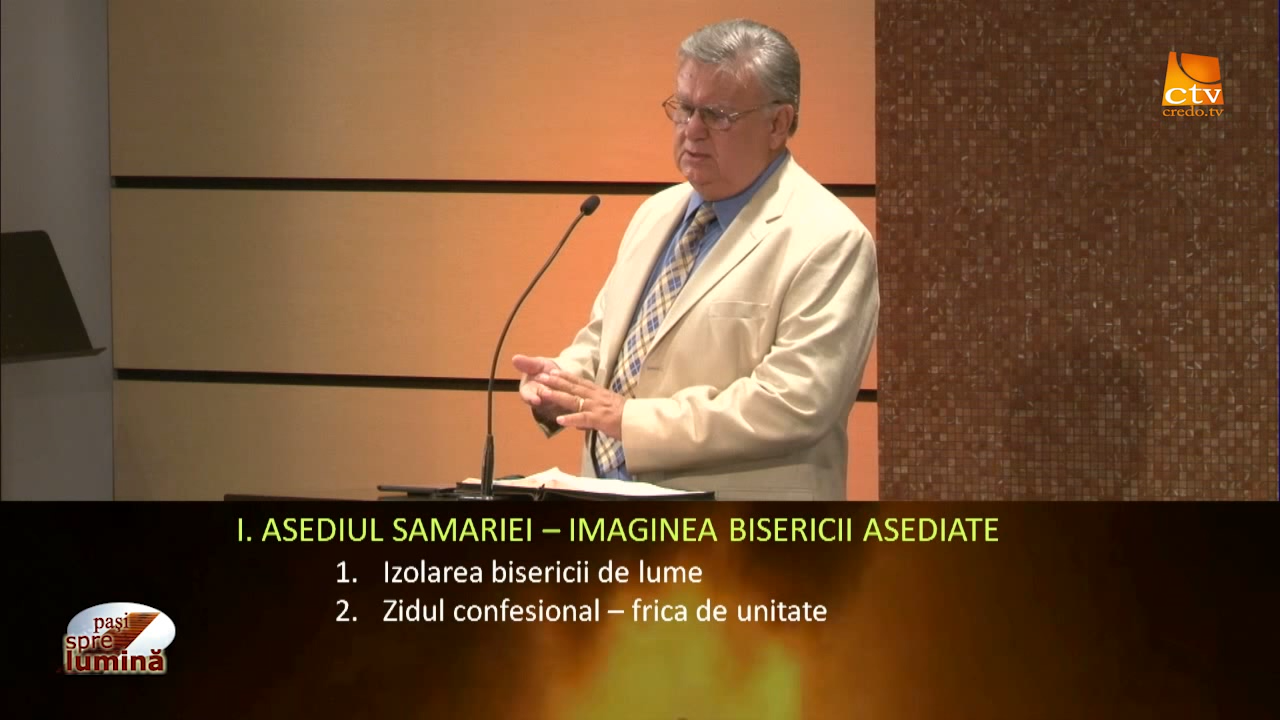 ctv
credo.tv
I. ASEDIUL SAMARIEI – IMAGINEA BISERICII ASEDIATE
1. Izolarea bisericii de lume
2. Zidul confesional – frica de unitate
pași
spre
lumină